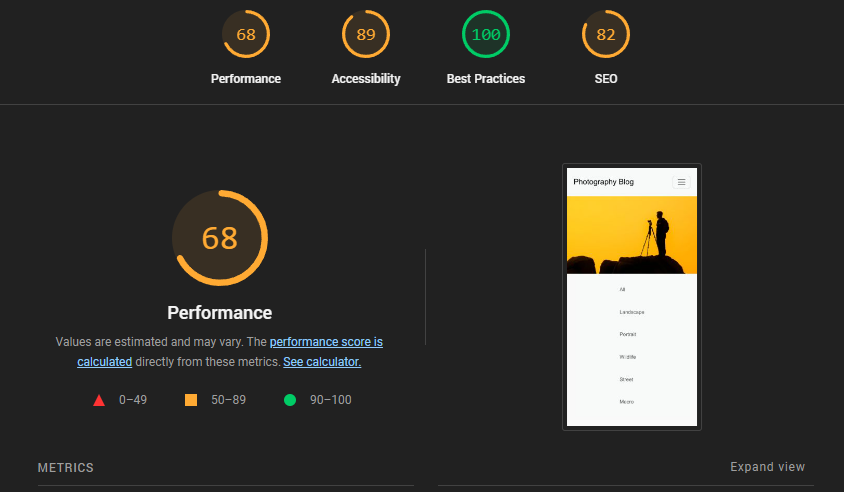 68
89
100
82
Performance
Accessibility
Best Practices
SEO
68
Performance
Values are estimated and may vary. The performance score is
calculated directly from these metrics. See calculator.
0–49
50–89
90–100
Photography Blog
All
Landscape
Portrait
Wildlife
Street
Macro
METRICS
Expand view